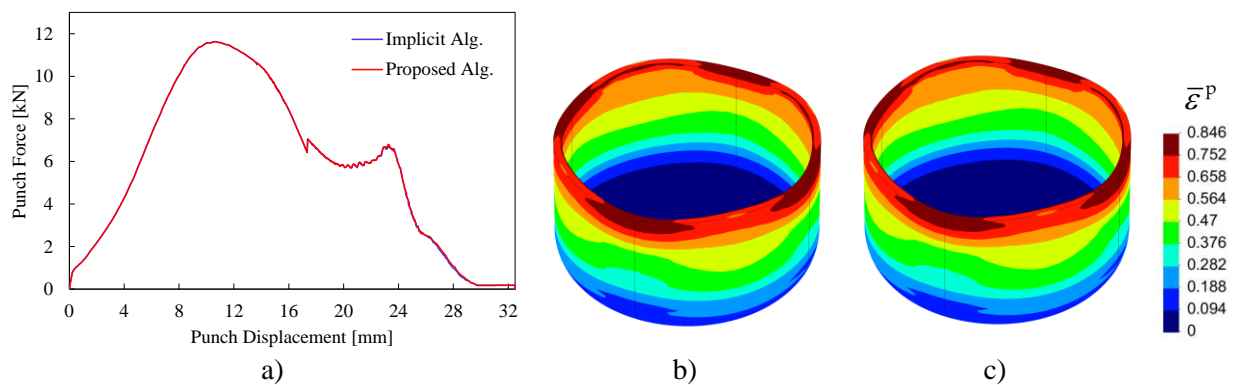 Punch Force [kN]
12
10
8
6
4
2
0
0 4 8 12 16 20 24 28 32
Punch Displacement [mm]
Implicit Alg.
Proposed Alg.
a)
b)
c)
ε̅ᵖ
0.846
0.752
0.658
0.564
0.47
0.376
0.282
0.188
0.094
0